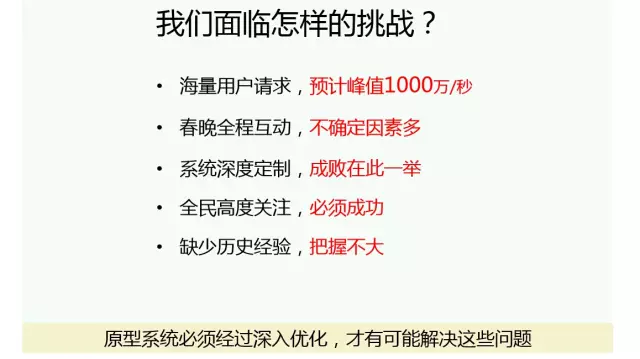 我们面临怎样的挑战？
• 海量用户请求，预计峰值1000万/秒
• 春晚全程互动，不确定因素多
• 系统深度定制，成败在此一举
• 全民高度关注，必须成功
• 缺少历史经验，把握不大
原型系统必须经过深入优化，才有可能解决这些问题